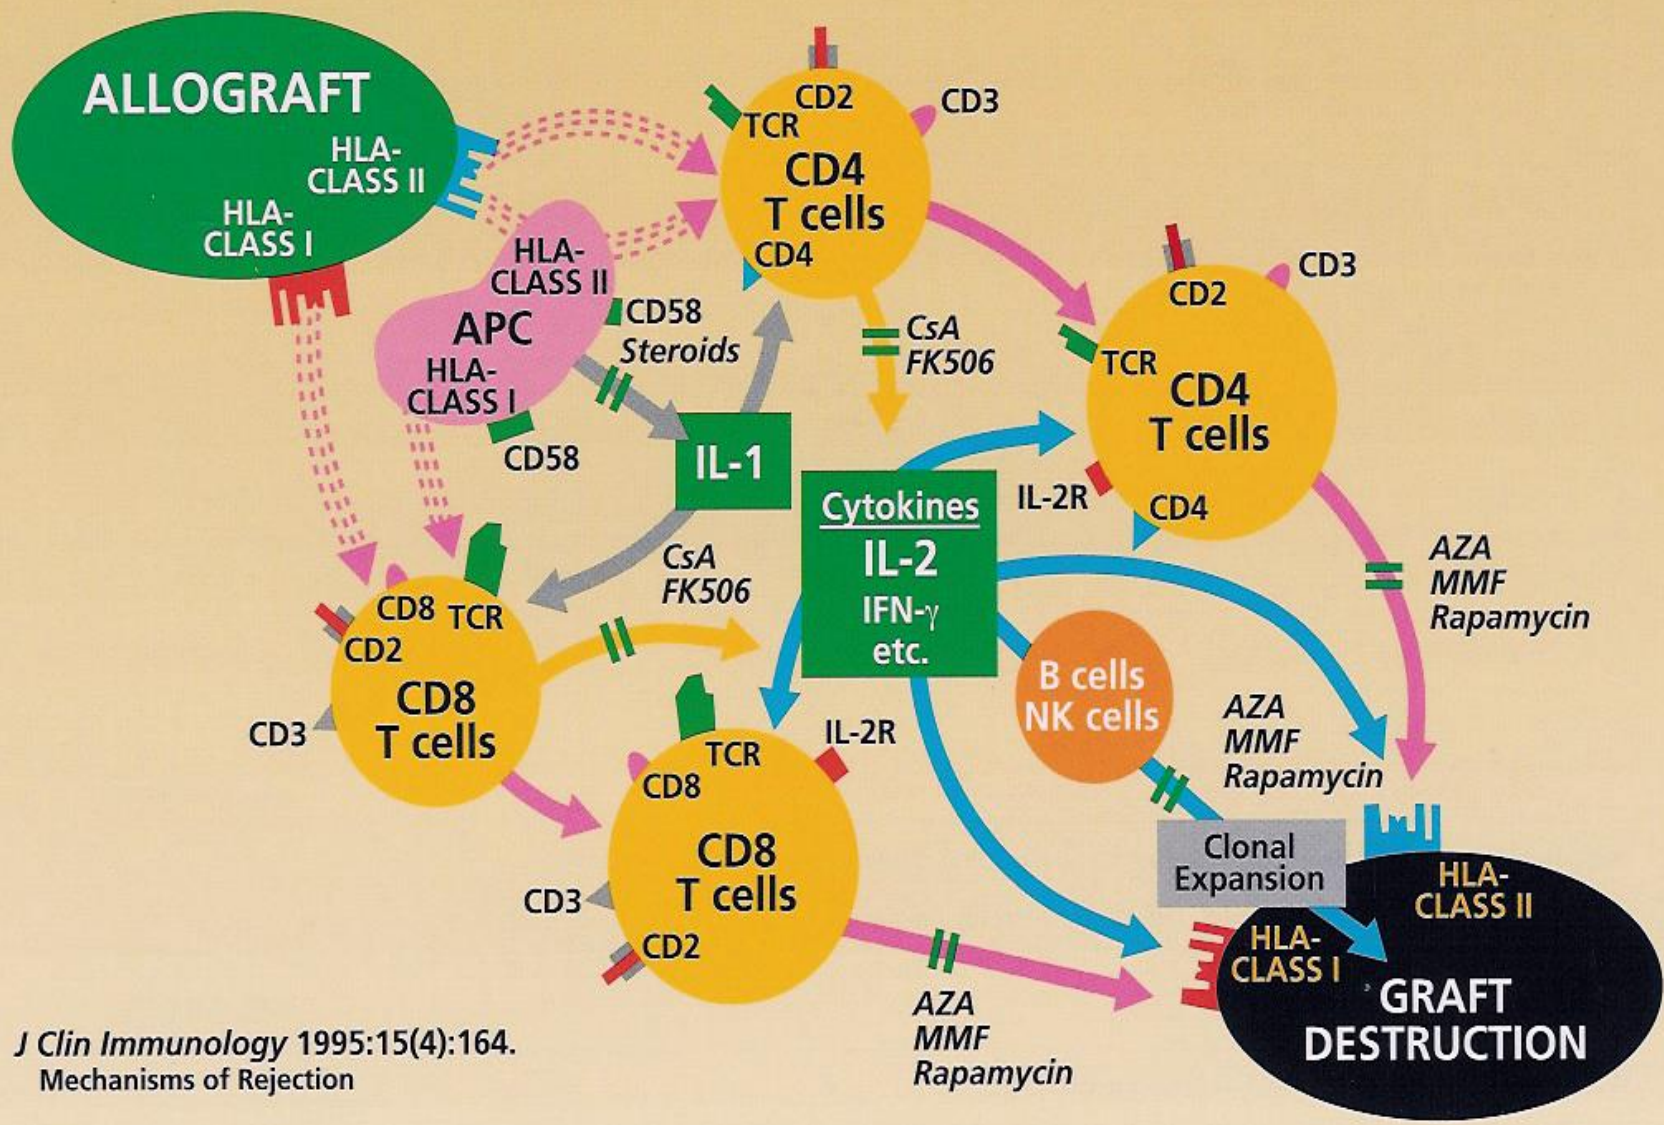 ALLOGRAFT
HLA-
CLASS II
HLA-
CLASS I
HLA-
CLASS II
APC
HLA-
CLASS I
CD58
Steroids
CD58
IL-1
CD2
TCR
CD3
CD4
T cells
CD4
CsA
FK506
CD2
CD3
TCR
CD4
T cells
IL-2R
CD4
Cytokines
IL-2
IFN-γ
etc.
CsA
FK506
CD8 TCR
CD2
CD8
T cells
CD3
TCR
IL-2R
CD8
CD8
T cells
CD3
CD2
B cells
NK cells
AZA
MMF
Rapamycin
AZA
MMF
Rapamycin
Clonal
Expansion
HLA-
CLASS II
HLA-
CLASS I
GRAFT
DESTRUCTION
AZA
MMF
Rapamycin
J Clin Immunology 1995:15(4):164.
Mechanisms of Rejection